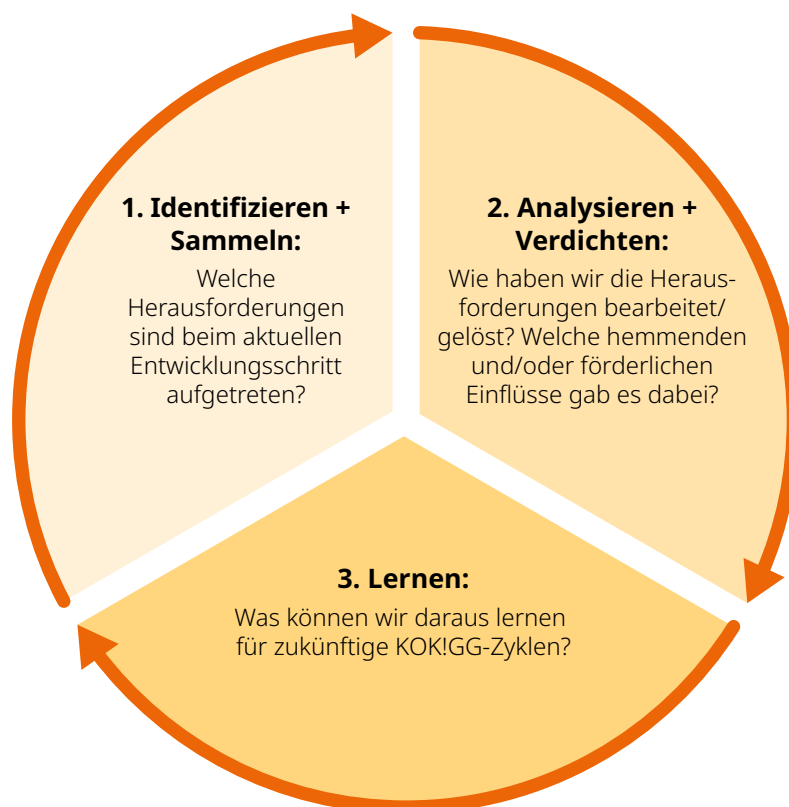 1. Identifizieren +
Sammeln:
Welche
Herausforderungen
sind beim aktuellen
Entwicklungsschritt
aufgetreten?
2. Analysieren +
Verdichten:
Wie haben wir die Heraus-
forderungen bearbeitet/
gelöst? Welche hemmenden
und/oder förderlichen
Einflüsse gab es dabei?
3. Lernen:
Was können wir daraus lernen
für zukünftige KOK!GG-Zyklen?